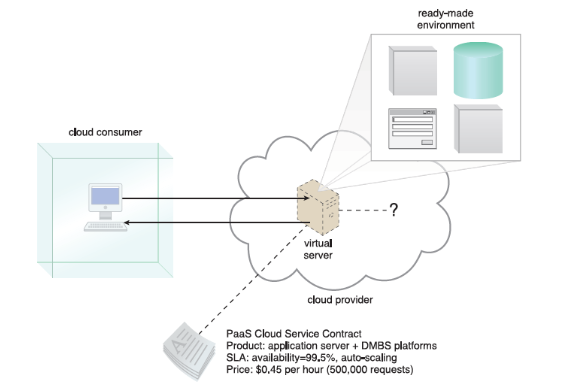 ready-made
environment
cloud consumer
?
virtual
server
cloud provider
PaaS Cloud Service Contract
Product: application server + DMBS platforms
SLA: availability=99.5%, auto-scaling
Price: $0,45 per hour (500,000 requests)
A